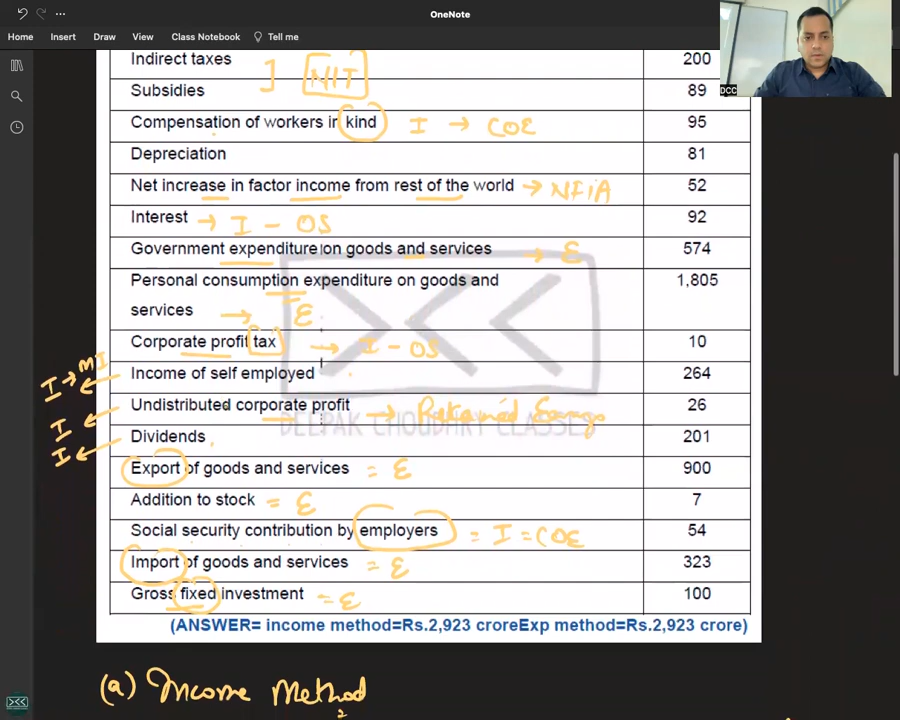 OneNote
Home Insert Draw View Class Notebook Tell me
DCC
Indirect taxes 200
] NIT
Subsidies 89
Compensation of workers in kind I → COE 95
Depreciation 81
Net increase in factor income from rest of the world → NFIA 52
Interest → I - OS 92
Government expenditure on goods and services → E 574
Personal consumption expenditure on goods and services → E 1,805
Corporate profit tax → I - OS 10
I → MI ← Income of self employed 264
I ← Undistributed corporate profit → Retained Earnings 26
DEEPAK CHOUDHARY CLASSES
I ← Dividends 201
Export of goods and services = E 900
Addition to stock = E 7
Social security contribution by employers = I = COE 54
Import of goods and services = E 323
Gross fixed investment = E 100
(ANSWER= income method=Rs.2,923 croreExp method=Rs.2,923 crore)
(a) Income Method